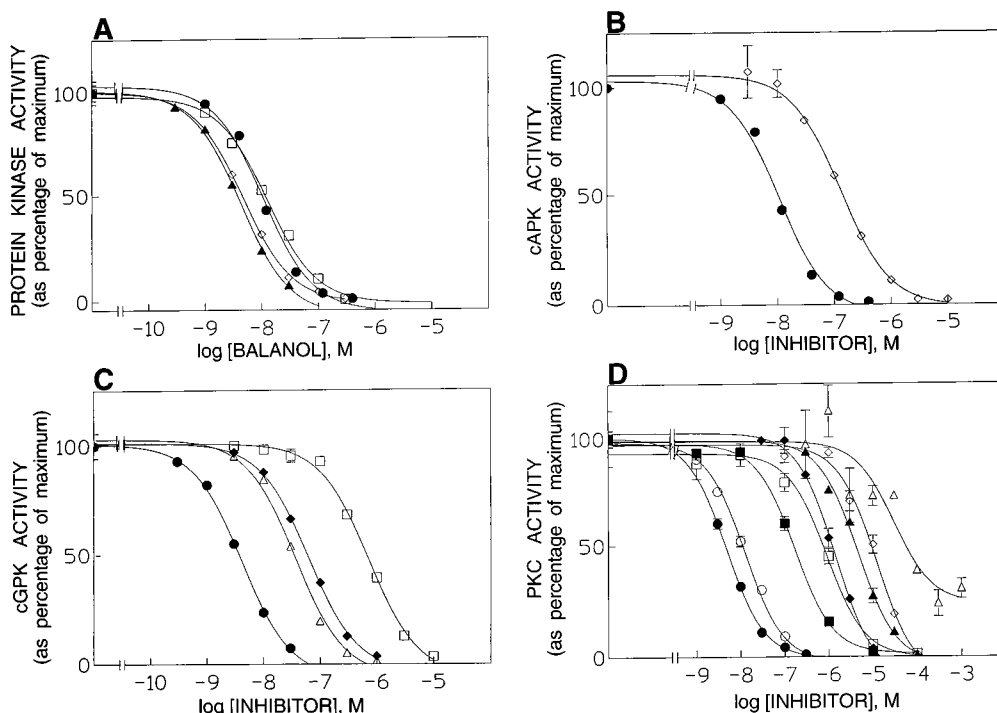 A
PROTEIN KINASE ACTIVITY
(as percentage of maximum)
100
50
0
-10 -9 -8 -7 -6 -5
log [BALANOL], M
B
cAPK ACTIVITY
(as percentage of maximum)
100
50
0
-9 -8 -7 -6 -5
log [INHIBITOR], M
C
cGPK ACTIVITY
(as percentage of maximum)
100
50
0
-10 -9 -8 -7 -6 -5
log [INHIBITOR], M
D
PKC ACTIVITY
(as percentage of maximum)
100
50
0
-9 -8 -7 -6 -5 -4 -3
log [INHIBITOR], M